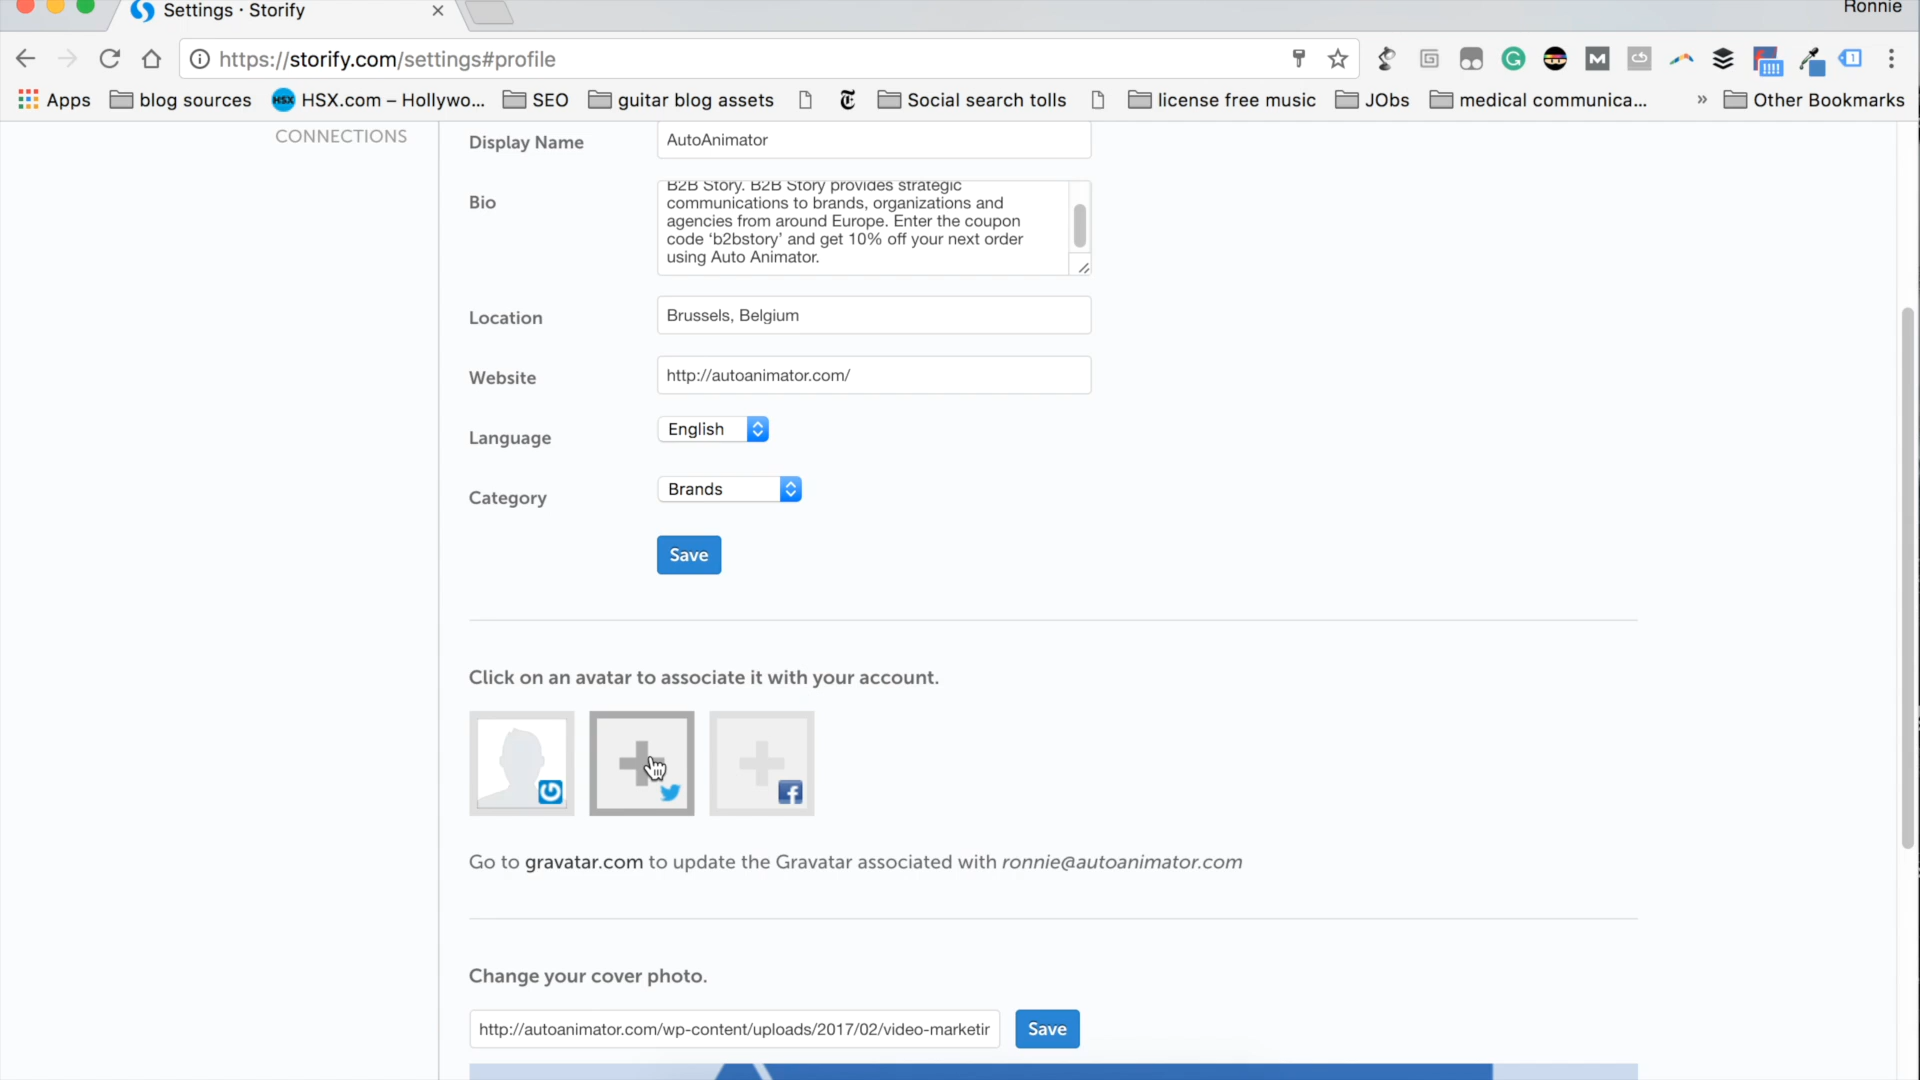 Settings · Storify
Ronnie
https://storify.com/settings#profile
Apps
blog sources
HSX.com – Hollywo...
SEO
guitar blog assets
Social search tolls
license free music
JObs
medical communica...
»
Other Bookmarks
CONNECTIONS
Display Name
AutoAnimator
Bio
B2B Story. B2B Story provides strategic
communications to brands, organizations and
agencies from around Europe. Enter the coupon
code ‘b2bstory’ and get 10% off your next order
using Auto Animator.
Location
Brussels, Belgium
Website
http://autoanimator.com/
Language
English
Category
Brands
Save
Click on an avatar to associate it with your account.
Go to gravatar.com to update the Gravatar associated with ronnie@autoanimator.com
Change your cover photo.
http://autoanimator.com/wp-content/uploads/2017/02/video-marketir
Save